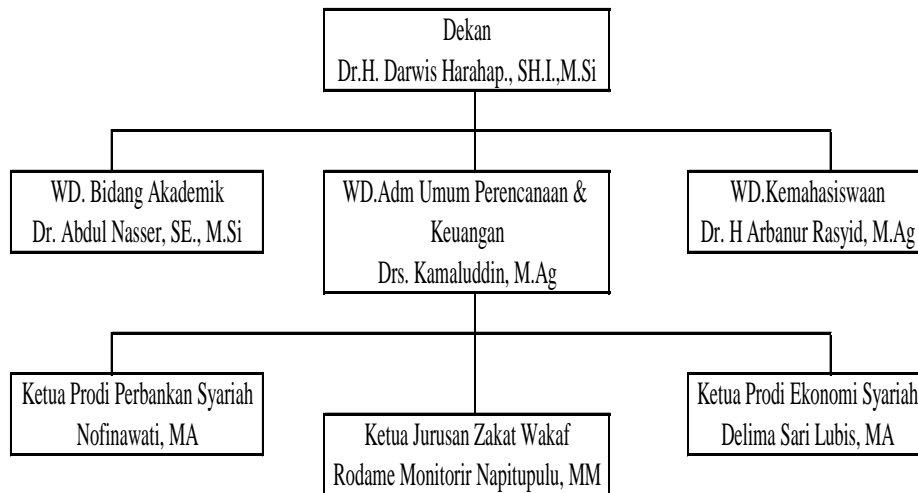 Dekan
Dr.H. Darwis Harahap., SH.I.,M.Si
WD. Bidang Akademik
Dr. Abdul Nasser, SE., M.Si
WD.Adm Umum Perencanaan &
Keuangan
Drs. Kamaluddin, M.Ag
WD.Kemahasiswaan
Dr. H Arbanur Rasyid, M.Ag
Ketua Prodi Perbankan Syariah
Nofinawati, MA
Ketua Jurusan Zakat Wakaf
Rodame Monitorir Napitupulu, MM
Ketua Prodi Ekonomi Syariah
Delima Sari Lubis, MA